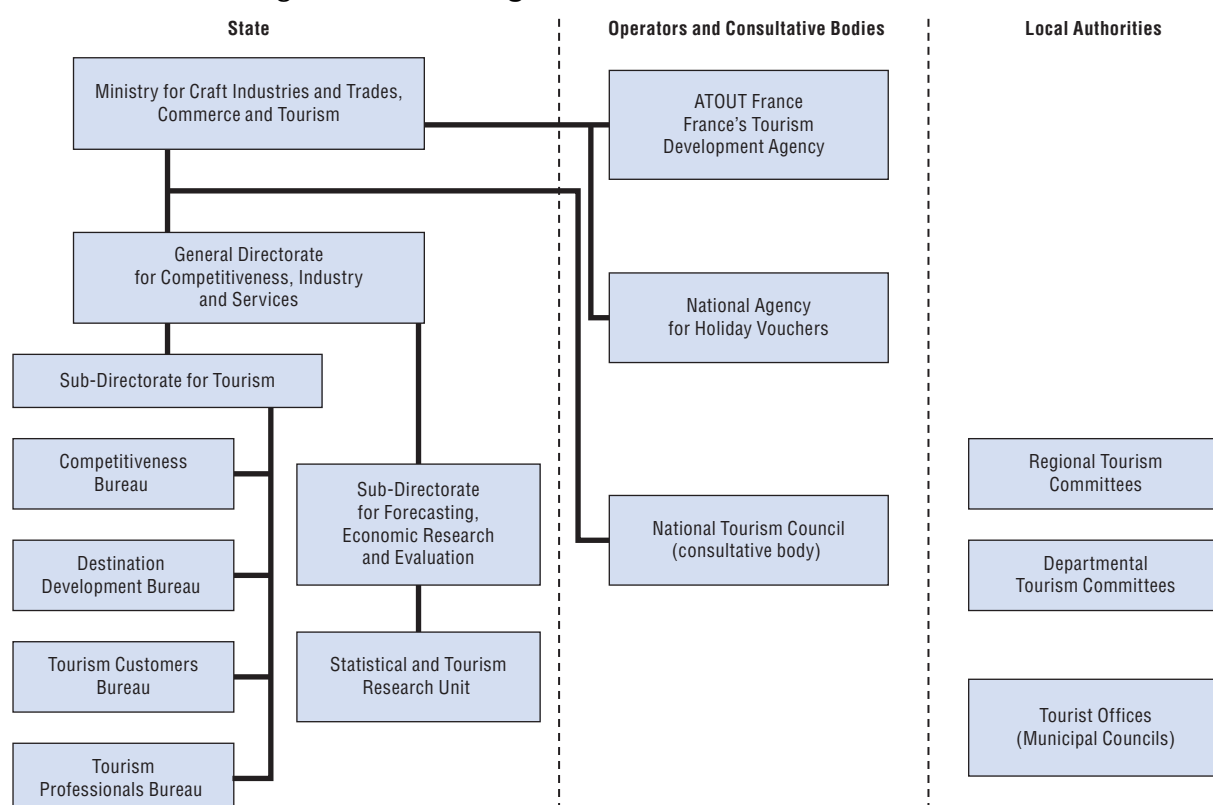 State
Operators and Consultative Bodies
Local Authorities
Ministry for Craft Industries and Trades,
Commerce and Tourism
ATOUT France
France's Tourism
Development Agency
General Directorate
for Competitiveness, Industry
and Services
National Agency
for Holiday Vouchers
Sub-Directorate for Tourism
Competitiveness
Bureau
Sub-Directorate
for Forecasting,
Economic Research
and Evaluation
National Tourism Council
(consultative body)
Regional Tourism
Committees
Destination
Development Bureau
Departmental
Tourism Committees
Tourism Customers
Bureau
Statistical and Tourism
Research Unit
Tourist Offices
(Municipal Councils)
Tourism
Professionals Bureau